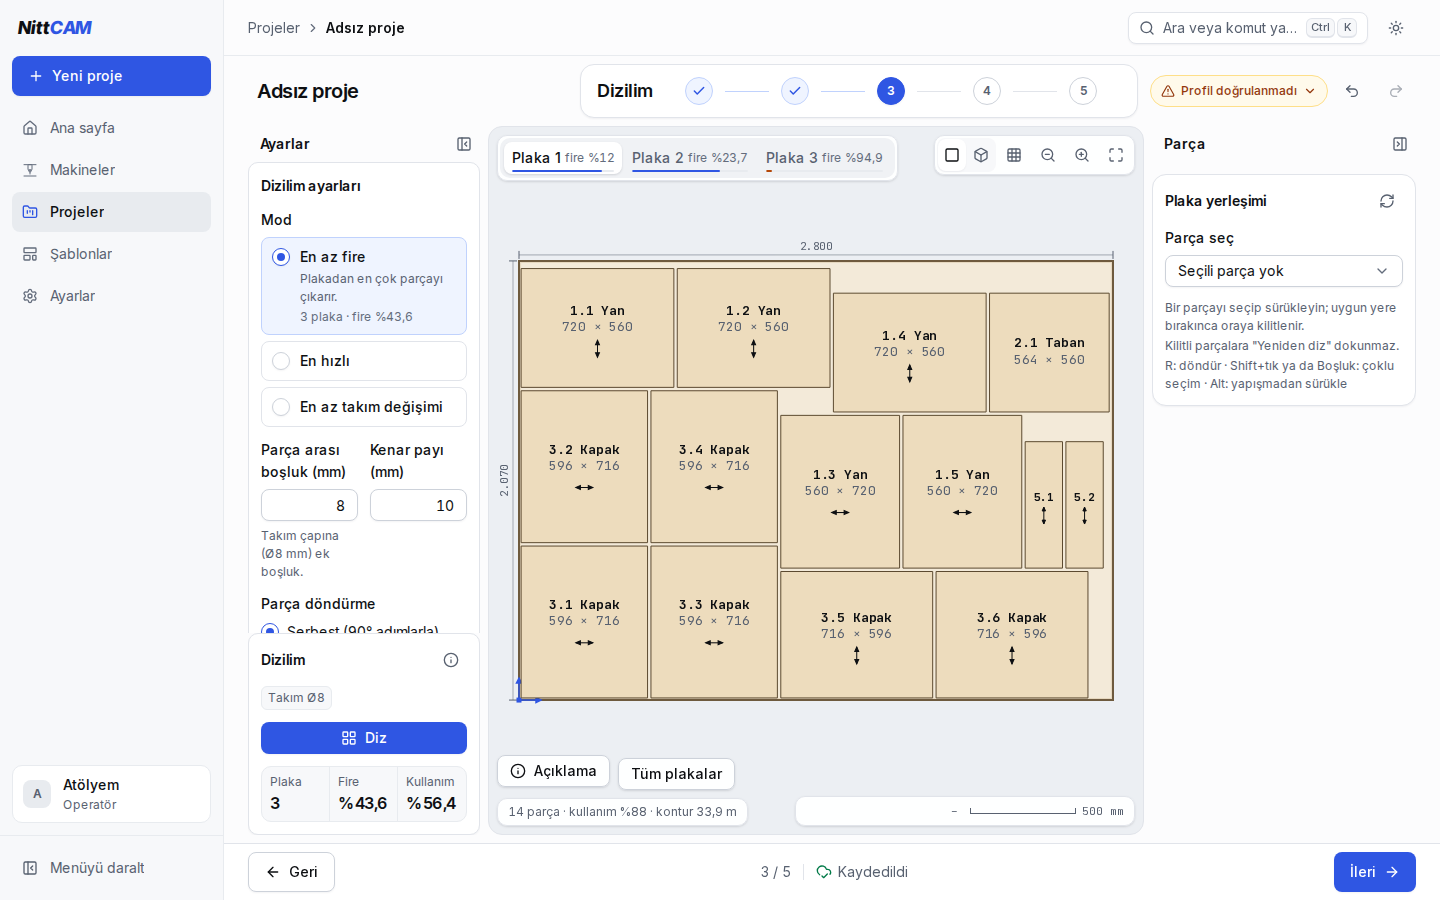 NittCAM
Yeni proje
Ana sayfa
Makineler
Projeler
Şablonlar
Ayarlar
A
Atölyem
Operatör
Menüyü daralt
Projeler > Adsız proje
Ara veya komut ya... Ctrl K
Adsız proje
Dizilim
3
4
5
Profil doğrulanmadı
Ayarlar
Dizilim ayarları
Mod
En az fire
Plakadan en çok parçayı
çıkarır.
3 plaka · fire %43,6
En hızlı
En az takım değişimi
Parça arası
boşluk (mm)
8
Takım çapına
(Ø8 mm) ek
boşluk.
Kenar payı
(mm)
10
Parça döndürme
Serbest (90° adımlarla)
Dizilim
Takım Ø8
Diz
Plaka
3
Fire
%43,6
Kullanım
%56,4
Plaka 1 fire %12
Plaka 2 fire %23,7
Plaka 3 fire %94,9
2.800
2.070
1.1 Yan
720 × 560
1.2 Yan
720 × 560
1.4 Yan
720 × 560
2.1 Taban
564 × 560
3.2 Kapak
596 × 716
3.4 Kapak
596 × 716
1.3 Yan
560 × 720
1.5 Yan
560 × 720
5.1
5.2
3.1 Kapak
596 × 716
3.3 Kapak
596 × 716
3.5 Kapak
716 × 596
3.6 Kapak
716 × 596
Açıklama
Tüm plakalar
14 parça · kullanım %88 · kontur 33,9 m
– 500 mm
Parça
Plaka yerleşimi
Parça seç
Seçili parça yok
Bir parçayı seçip sürükleyin; uygun yere
bırakınca oraya kilitlenir.
Kilitli parçalara "Yeniden diz" dokunmaz.
R: döndür · Shift+tık ya da Boşluk: çoklu
seçim · Alt: yapışmadan sürükle
Geri
3 / 5
Kaydedildi
İleri